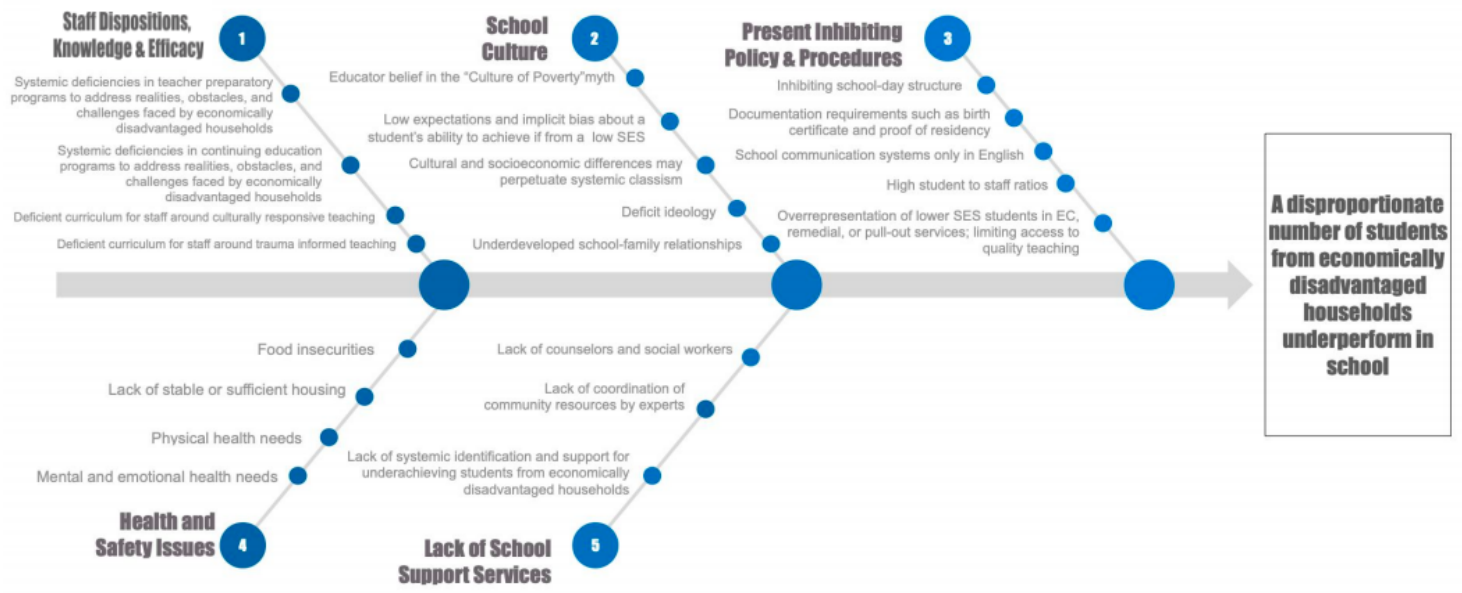 Staff Dispositions,
Knowledge & Efficacy
1
Systemic deficiencies in teacher preparatory
programs to address realities, obstacles, and
challenges faced by economically
disadvantaged households
Systemic deficiencies in continuing education
programs to address realities, obstacles, and
challenges faced by economically
disadvantaged households
Deficient curriculum for staff around culturally responsive teaching
Deficient curriculum for staff around trauma informed teaching
School
Culture
2
Educator belief in the "Culture of Poverty"myth
Low expectations and implicit bias about a
student's ability to achieve if from a low SES
Cultural and socioeconomic differences may
perpetuate systemic classism
Deficit ideology
Underdeveloped school-family relationships
Present Inhibiting
Policy & Procedures
3
Inhibiting school-day structure
Documentation requirements such as birth
certificate and proof of residency
School communication systems only in English
High student to staff ratios
Overrepresentation of lower SES students in EC,
remedial, or pull-out services; limiting access to
quality teaching
A disproportionate
number of students
from economically
disadvantaged
households
underperform in
school
Food insecurities
Lack of stable or sufficient housing
Physical health needs
Mental and emotional health needs
Health and
Safety Issues
4
Lack of counselors and social workers
Lack of coordination of
community resources by experts
Lack of systemic identification and support for
underachieving students from economically
disadvantaged households
Lack of School
Support Services
5